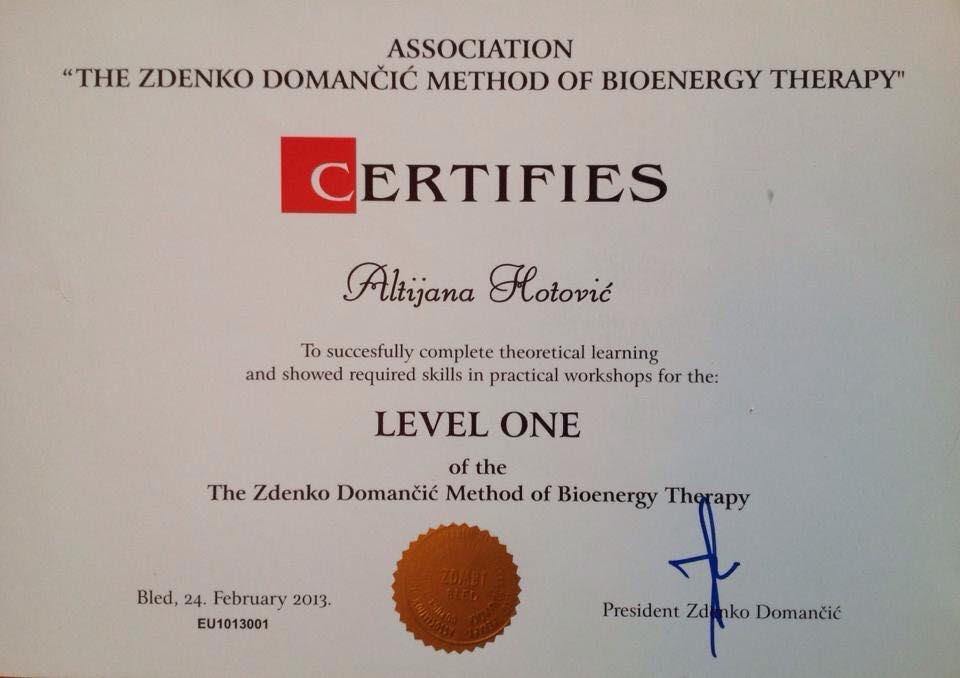 ASSOCIATION
“THE ZDENKO DOMANČIĆ METHOD OF BIOENERGY THERAPY"
CERTIFIES
Altijana Hotović
To succesfully complete theoretical learning
and showed required skills in practical workshops for the:
LEVEL ONE
of the
The Zdenko Domančić Method of Bioenergy Therapy
ZDMBT
BLED
Bled, 24. February 2013.
EU1013001
President Zdenko Domančić